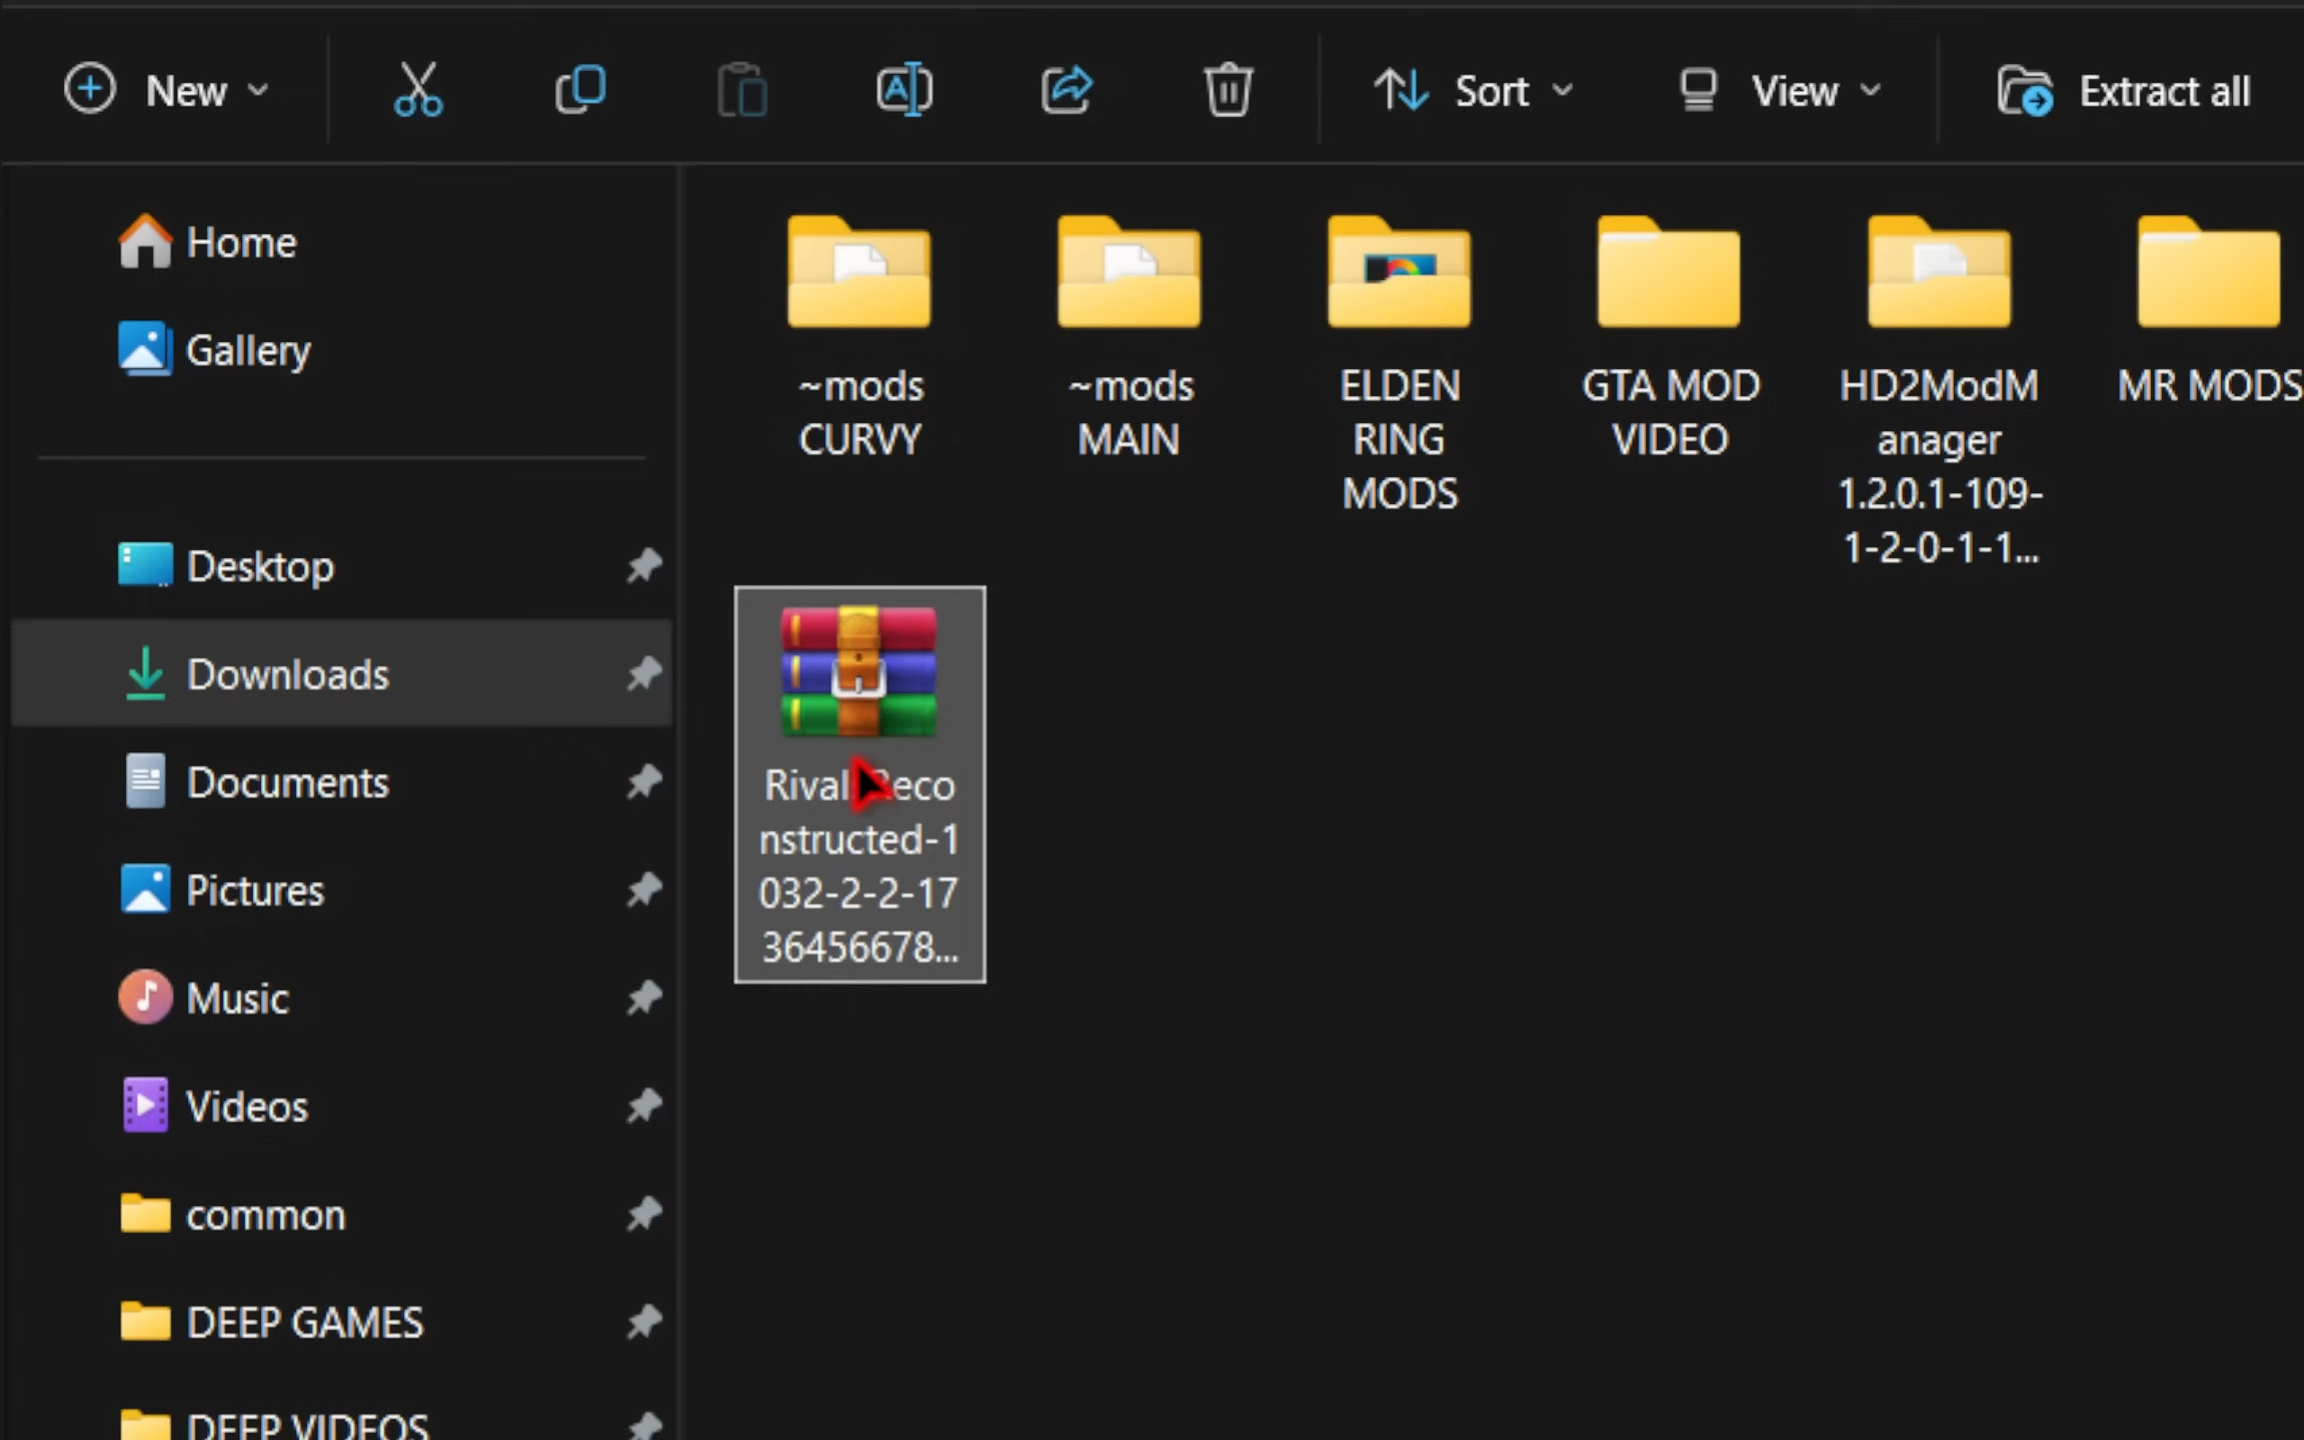 New
Sort
View
Extract all
Home
Gallery
Desktop
Downloads
Documents
Pictures
Music
Videos
common
DEEP GAMES
DEEP VIDEOS
~mods
CURVY
~mods
MAIN
ELDEN
RING
MODS
GTA MOD
VIDEO
HD2ModM
anager
1.2.0.1-109-
1-2-0-1-1...
MR MODS
nstructed-1
032-2-2-17
36456678...